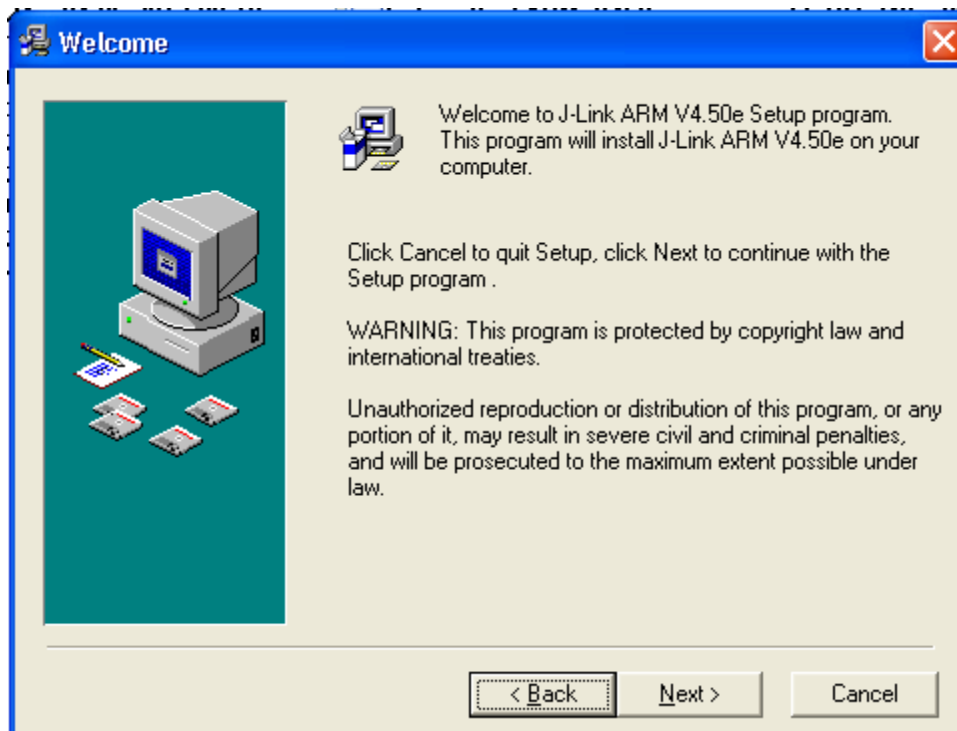 Welcome
Welcome to J-Link ARM V4.50e Setup program.
This program will install J-Link ARM V4.50e on your
computer.
Click Cancel to quit Setup, click Next to continue with the
Setup program .
WARNING: This program is protected by copyright law and
international treaties.
Unauthorized reproduction or distribution of this program, or any
portion of it, may result in severe civil and criminal penalties,
and will be prosecuted to the maximum extent possible under
law.
< Back
Next >
Cancel